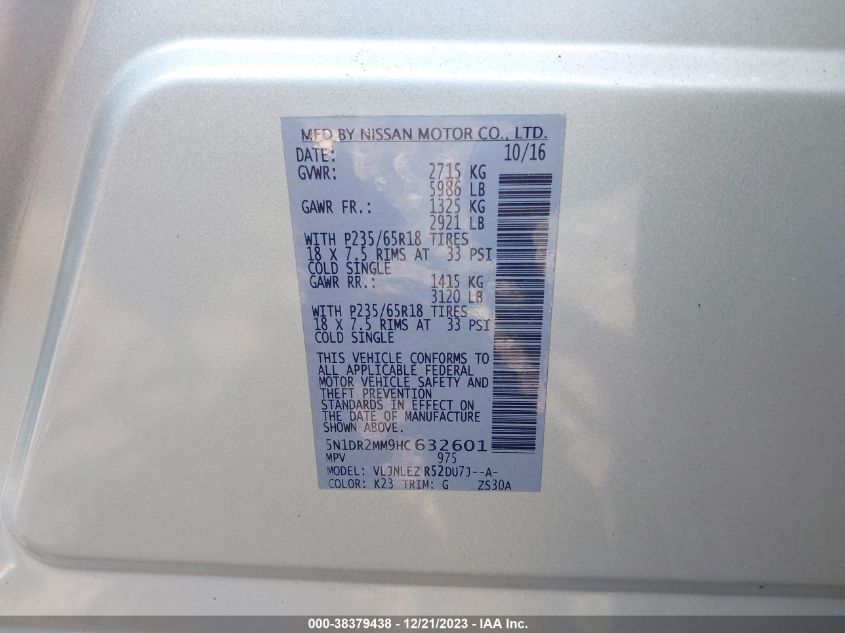 MFD BY NISSAN MOTOR CO., LTD.
DATE: 10/16
GVWR: 2715 KG
5986 LB
GAWR FR.: 1325 KG
2921 LB
WITH P235/65R18 TIRES
18 X 7.5 RIMS AT 33 PSI
COLD SINGLE
GAWR RR.: 1415 KG
3120 LB
WITH P235/65R18 TIRES
18 X 7.5 RIMS AT 33 PSI
COLD SINGLE
THIS VEHICLE CONFORMS TO
ALL APPLICABLE FEDERAL
MOTOR VEHICLE SAFETY AND
THEFT PREVENTION
STANDARDS IN EFFECT ON
THE DATE OF MANUFACTURE
SHOWN ABOVE.
5N1DR2MM9HC632601
MPV 975
MODEL: VLJNLEZ R52DU7J--A-
COLOR: K23 TRIM: G ZS30A
000-38379438 - 12/21/2023 - IAA Inc.